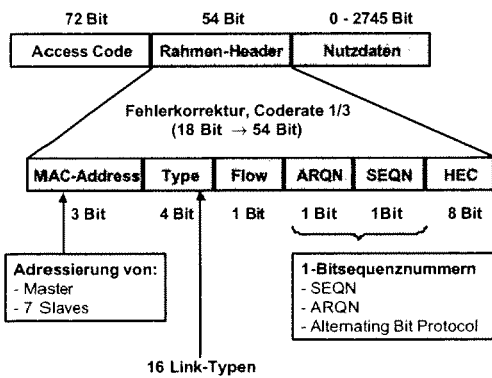 72 Bit 54 Bit 0 - 2745 Bit
Access Code Rahmen-Header Nutzdaten
Fehlerkorrektur, Coderate 1/3
(18 Bit → 54 Bit)
MAC-Address Type Flow ARQN SEQN HEC
3 Bit 4 Bit 1 Bit 1 Bit 1Bit 8 Bit
Adressierung von:
- Master
- 7 Slaves
1-Bitsequenznummern
- SEQN
- ARQN
- Alternating Bit Protocol
16 Link-Typen